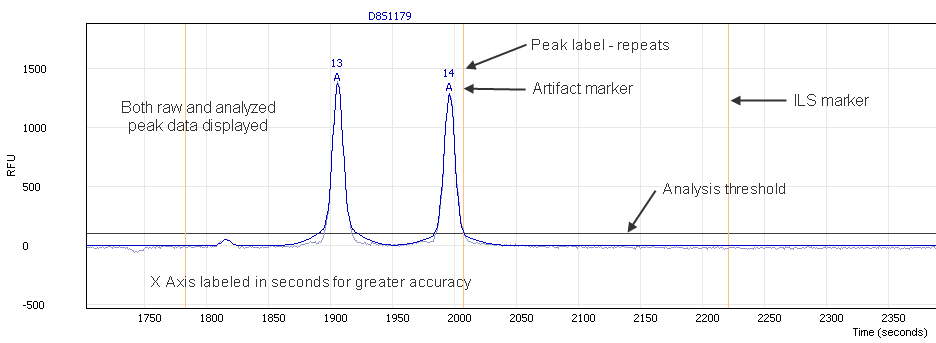 D851179
Peak label - repeats
13
14
A
A
Artifact marker
ILS marker
Both raw and analyzed
peak data displayed
Analysis threshold
X Axis labeled in seconds for greater accuracy
RFU
1500
1000
500
0
-500
1750
1800
1850
1900
1950
2000
2050
2100
2150
2200
2250
2300
2350
Time (seconds)